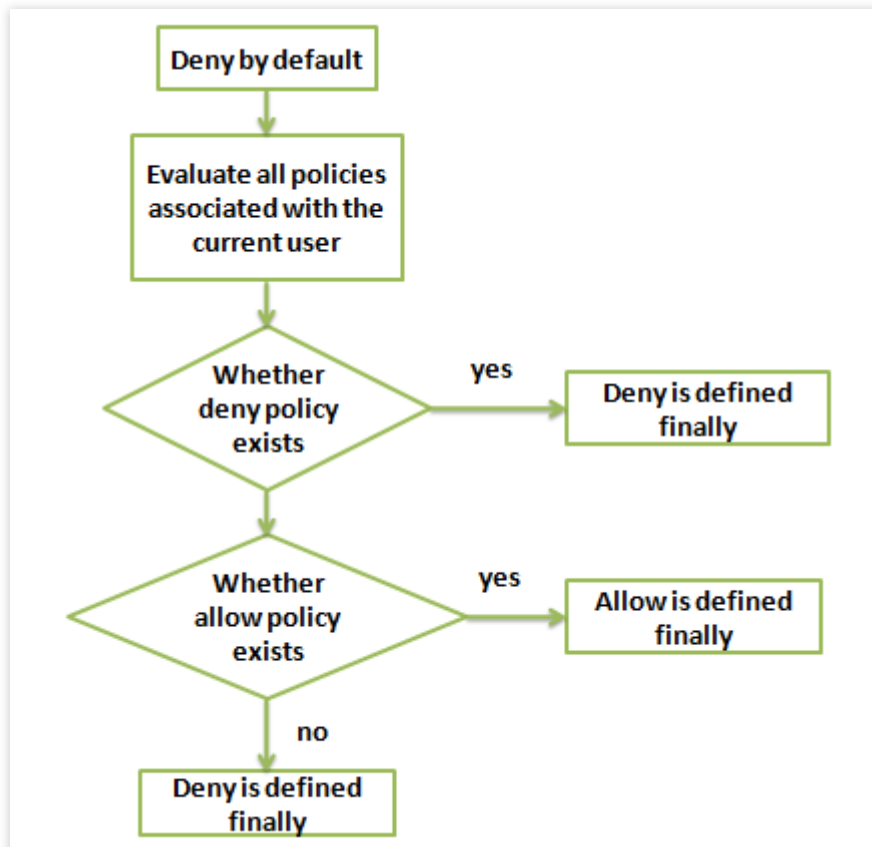 Deny by default
Evaluate all policies
associated with the
current user
Whether
deny policy
exists
yes
Deny is defined
finally
Whether
allow policy
exists
yes
Allow is defined
finally
no
Deny is defined
finally